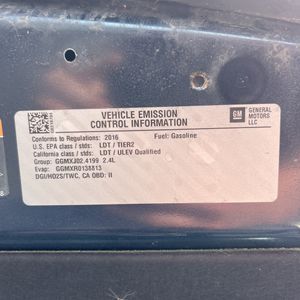 VEHICLE EMISSION
CONTROL INFORMATION
GM
GENERAL
MOTORS
LLC
Conforms to Regulations: 2016 Fuel: Gasoline
U.S. EPA class / stds: LDT / TIER2
California class / stds: LDT / ULEV Qualified
Group: GGMXJ02.4199 2.4L
Evap: GGMXR0138813
DGI/HO2S/TWC, CA OBD: II